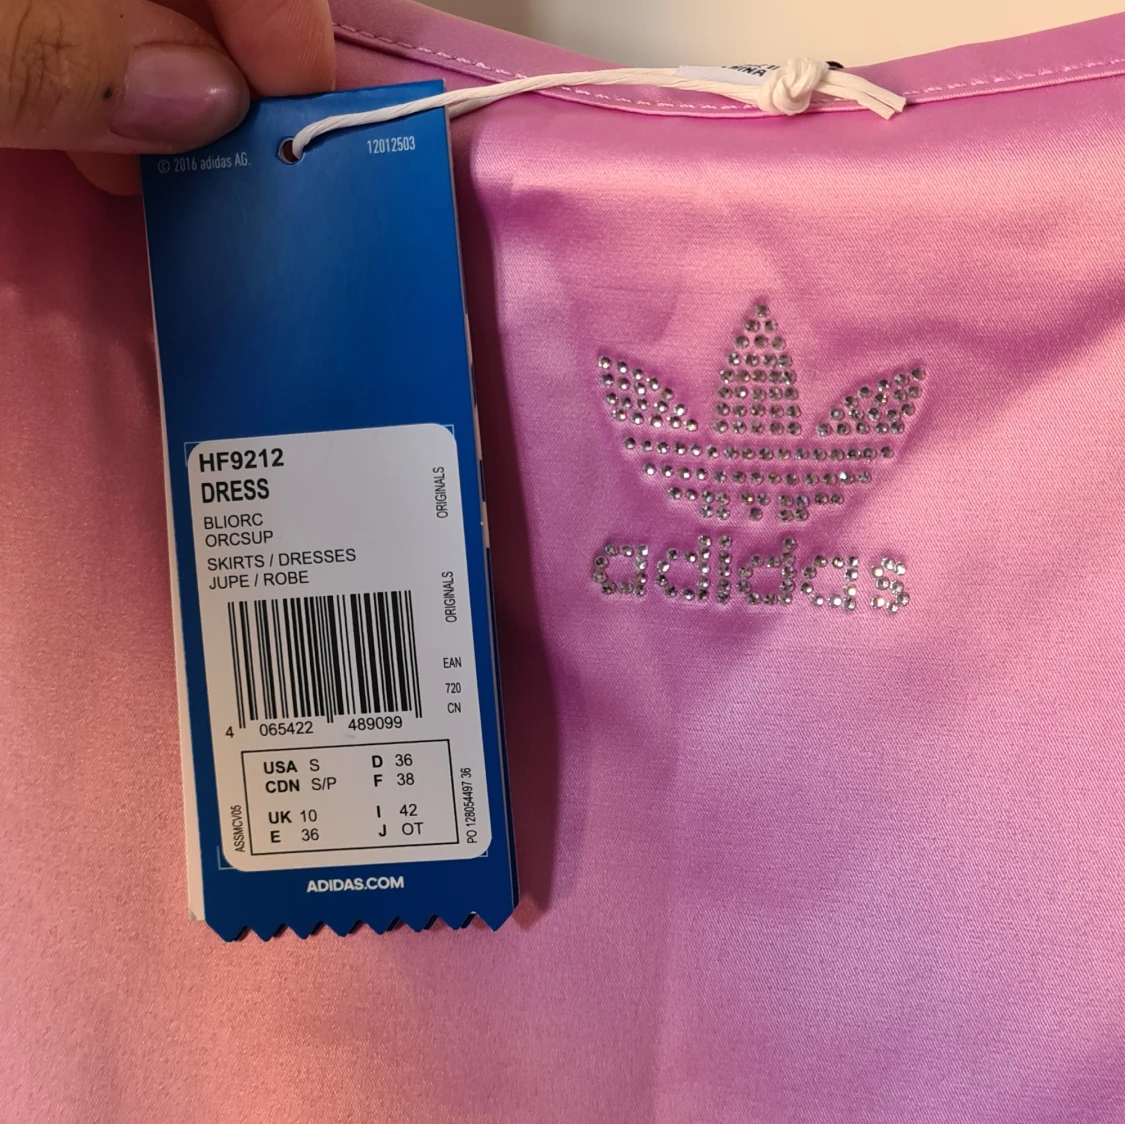 © 2016 adidas AG.
12012503
HF9212
DRESS
BLIORC
ORCSUP
SKIRTS / DRESSES
JUPE / ROBE
ORIGINALS
ORIGINALS
EAN
720
CN
4 065422 489099
USA S D 36
CDN S/P F 38
UK 10 I 42
E 36 J OT
ASSMCV05
PO 128054497 36
ADIDAS.COM
adidas